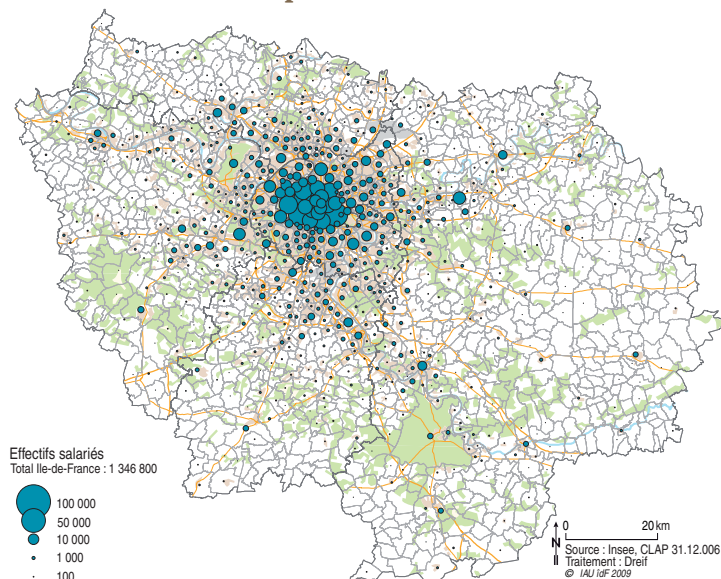 Effectifs salariés
Total Ile-de-France : 1 346 800
100 000
50 000
10 000
1 000
100
0 20 km
N
Source : Insee, CLAP 31.12.006
Traitement : Dreif
© IAU îdF 2009